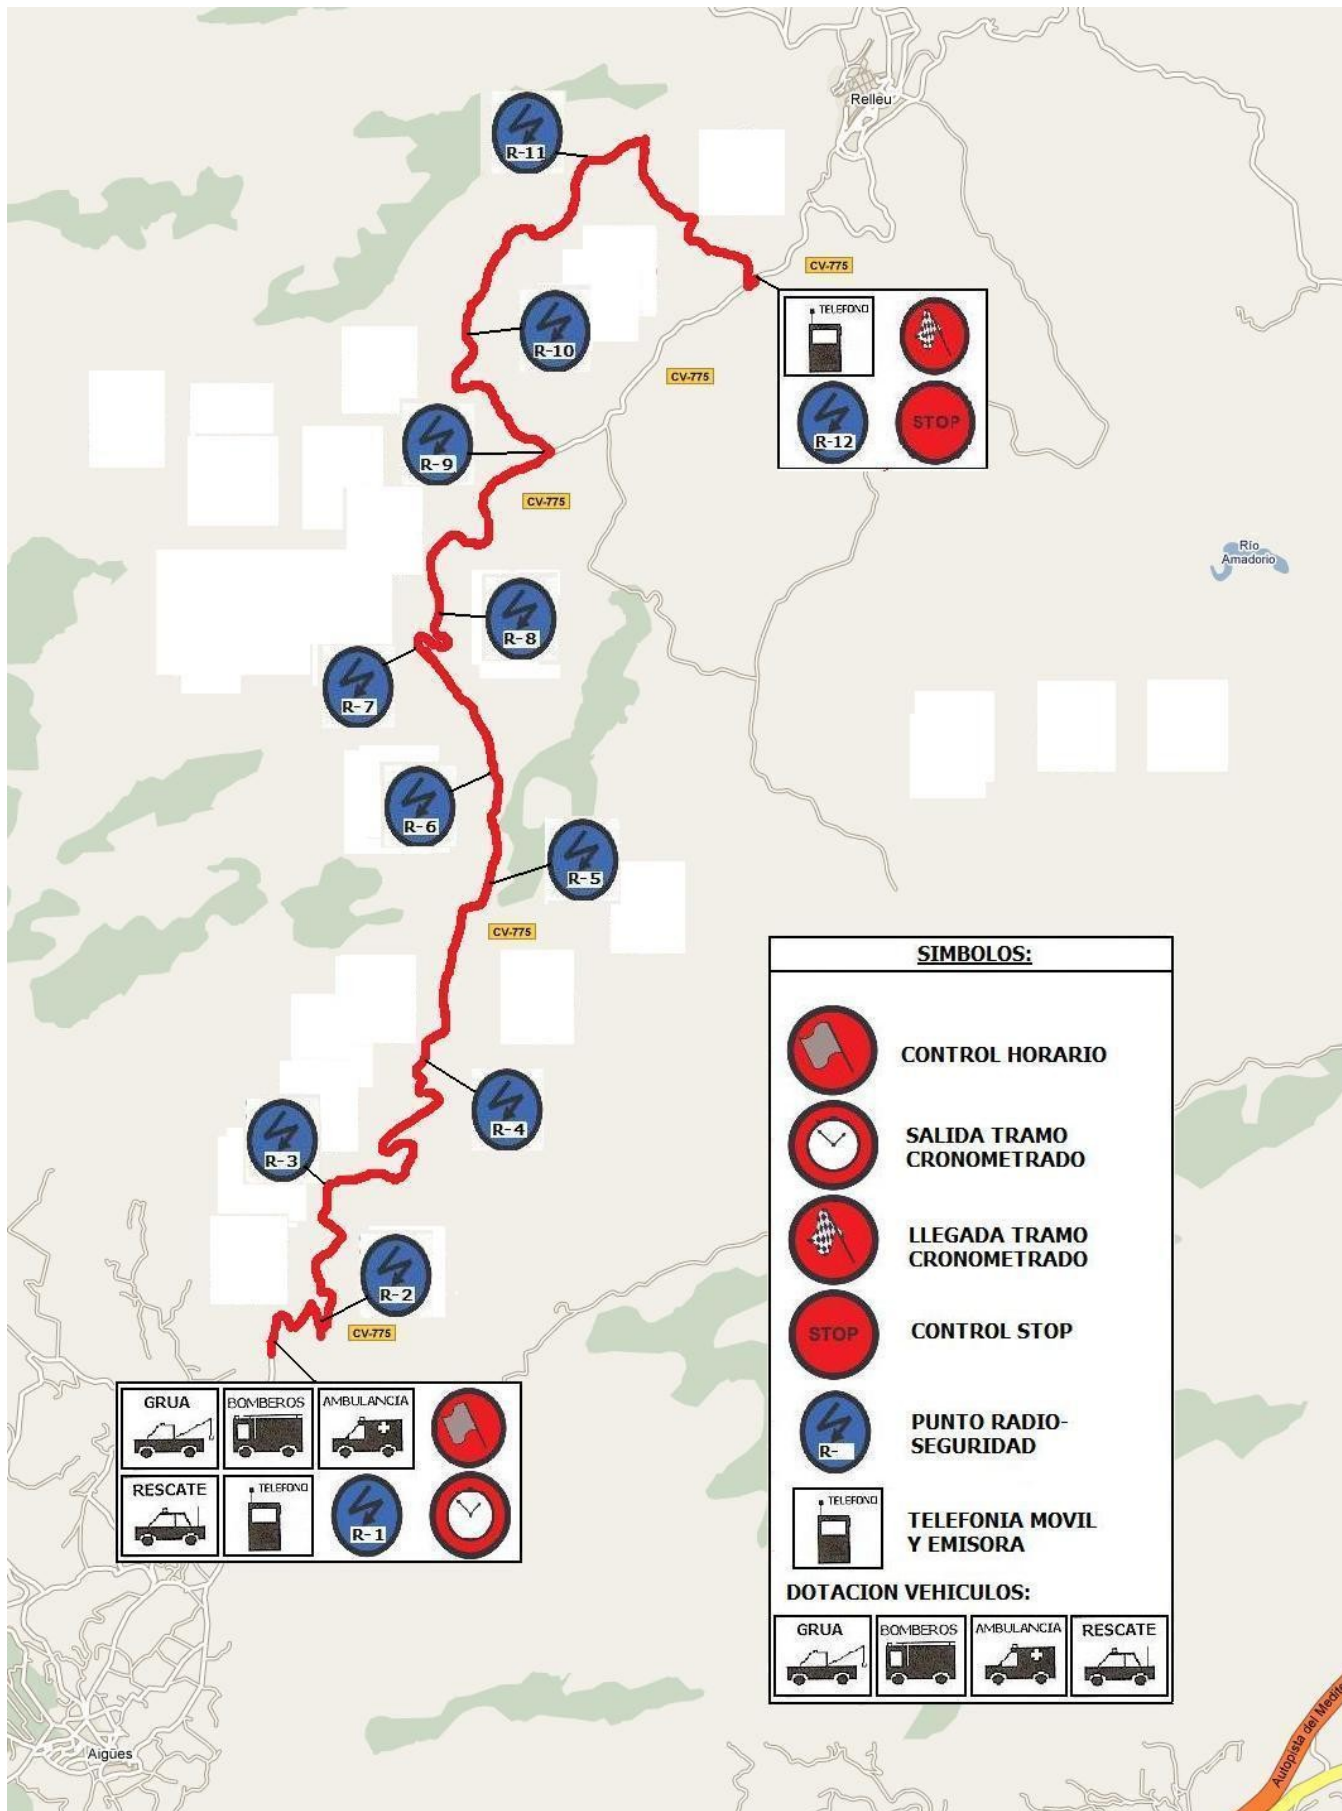 Relleu
R-11
CV-775
TELEFONO
R-10
CV-775
R-12
STOP
R-9
CV-775
Río
Amadorio
R-8
R-7
R-6
R-5
CV-775
SIMBOLOS:
CONTROL HORARIO
R-4
SALIDA TRAMO
CRONOMETRADO
R-3
LLEGADA TRAMO
CRONOMETRADO
R-2
CV-775
STOP
CONTROL STOP
GRUA
BOMBEROS
AMBULANCIA
R-
PUNTO RADIO-
SEGURIDAD
RESCATE
TELEFONO
R-1
TELEFONO
TELEFONIA MOVIL
Y EMISORA
DOTACION VEHICULOS:
GRUA
BOMBEROS
AMBULANCIA
RESCATE
Aigües
Autopista del